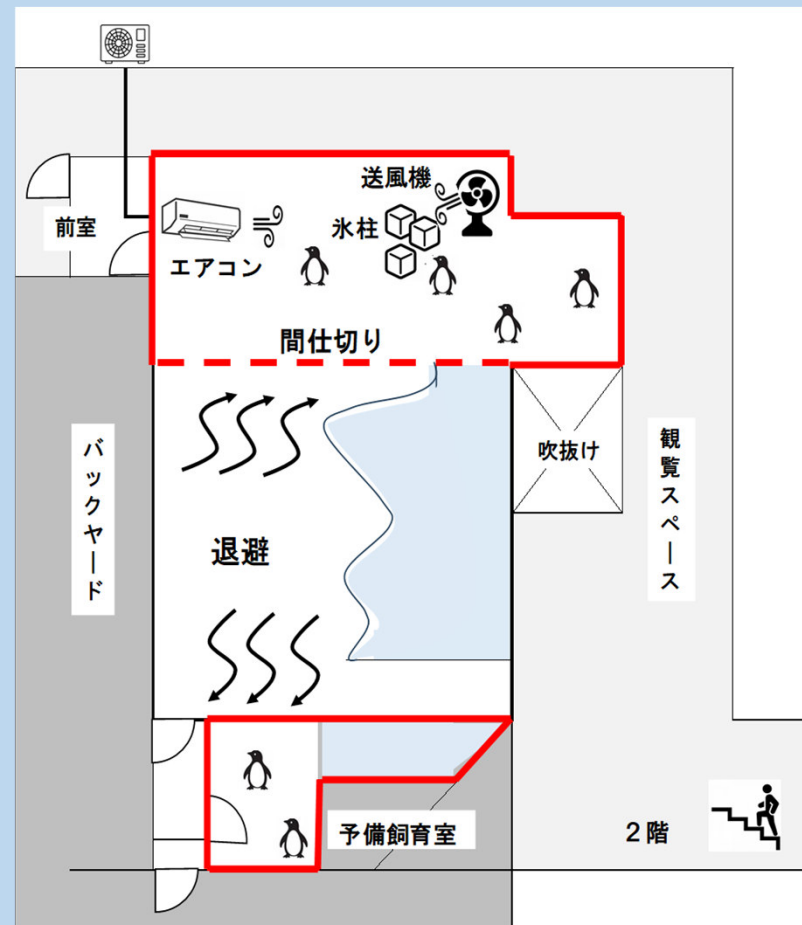 送風機
前室
氷柱
エアコン
間仕切り
吹抜け
観覧スペース
バックヤード
退避
予備飼育室
２階